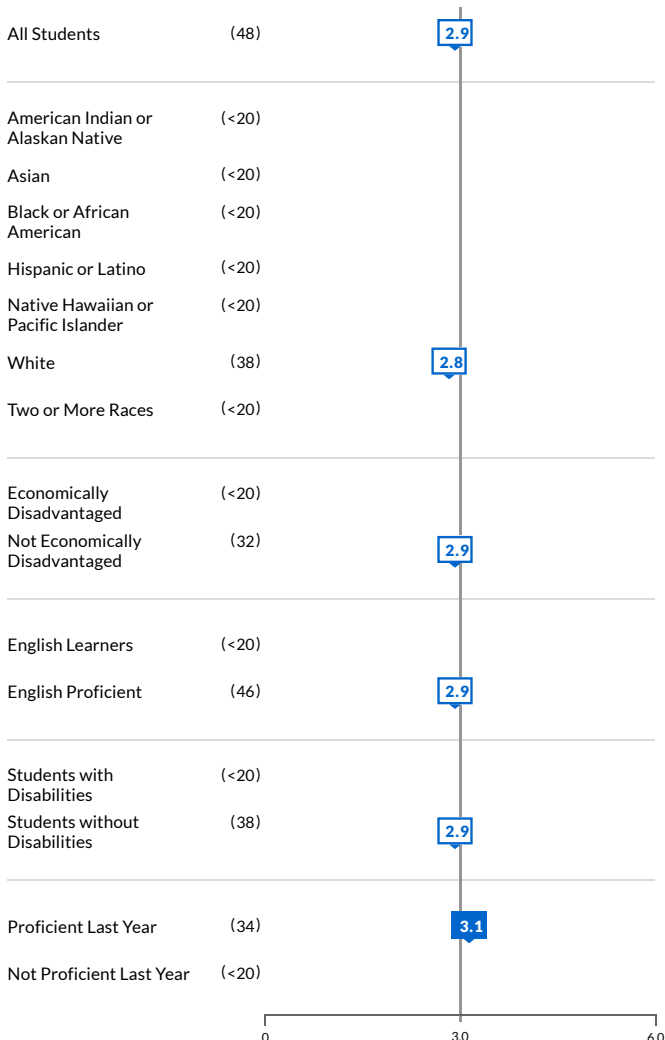 All Students (48) 2.9
American Indian or (<20)
Alaskan Native
Asian (<20)
Black or African (<20)
American
Hispanic or Latino (<20)
Native Hawaiian or (<20)
Pacific Islander
White (38) 2.8
Two or More Races (<20)
Economically (<20)
Disadvantaged
Not Economically (32) 2.9
Disadvantaged
English Learners (<20)
English Proficient (46) 2.9
Students with (<20)
Disabilities
Students without (38) 2.9
Disabilities
Proficient Last Year (34) 3.1
Not Proficient Last Year (<20)
0 3.0 6.0